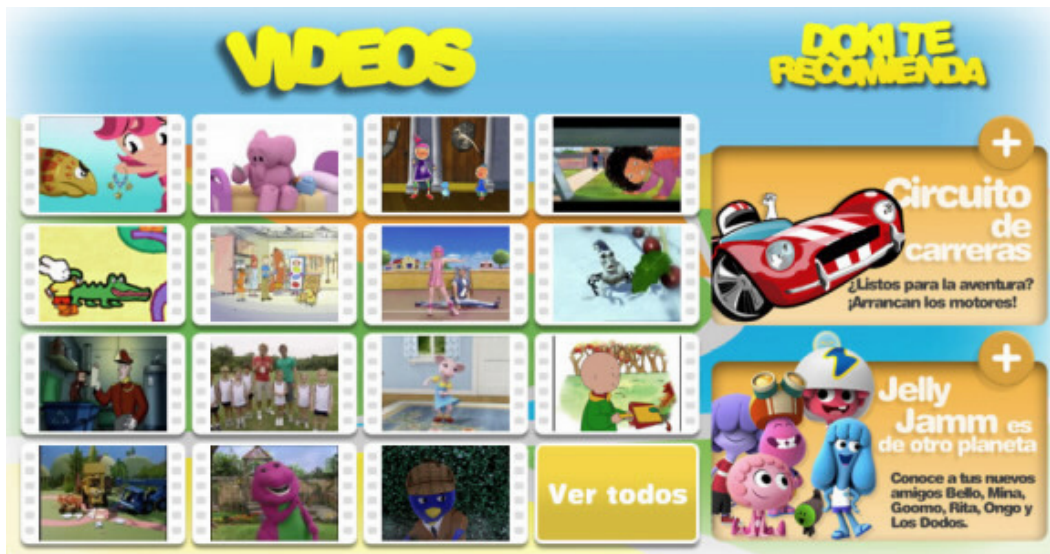 VIDEOS
DOKI TE
RECOMIENDA
Circuito
de
carreras
¿Listos para la aventura?
¡Arrancan los motores!
Jelly
Jamm es
de otro planeta
Conoce a tus nuevos
amigos Bello, Mina,
Goomo, Rita, Ongo y
Los Dodos.
Ver todos